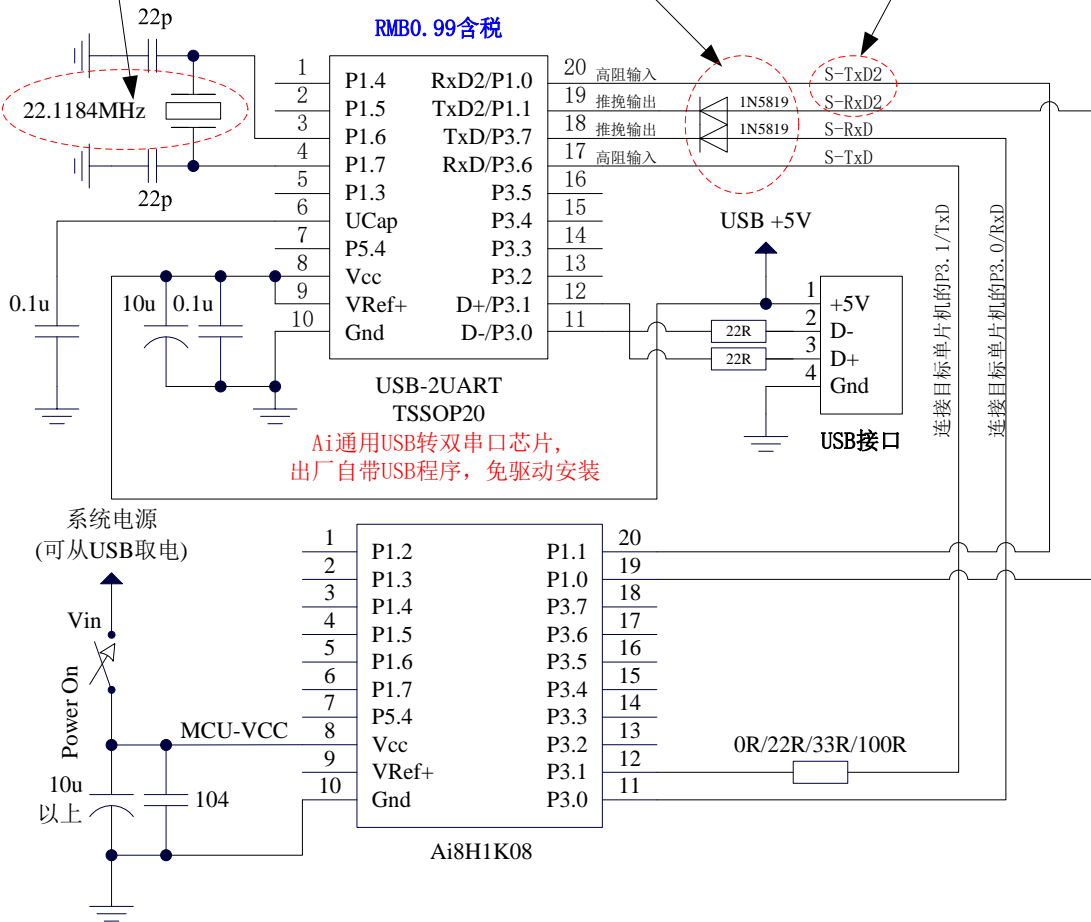 22p
RMB0.99含税
22.1184MHz
22p
1 P1.4
2 P1.5
3 P1.6
4 P1.7
5 P1.3
6 UCap
7 P5.4
8 Vcc
9 VRef+
10 Gnd
RxD2/P1.0 20 高阻输入 S-TxD2
TxD2/P1.1 19 推挽输出 1N5819 S-RxD2
TxD/P3.7 18 推挽输出 1N5819 S-RxD
RxD/P3.6 17 高阻输入 S-TxD
P3.5 16
P3.4 15
P3.3 14
P3.2 13
D+/P3.1 12
D-/P3.0 11
0.1u
10u
0.1u
USB-2UART
TSSOP20
Ai通用USB转双串口芯片,
出厂自带USB程序，免驱动安装
USB +5V
22R
22R
1 +5V
2 D-
3 D+
4 Gnd
USB接口
连接目标单片机的P3.1/TxD
连接目标单片机的P3.0/RxD
系统电源
(可从USB取电)
Vin
Power On
MCU-VCC
10u
以上
104
1 P1.2
2 P1.3
3 P1.4
4 P1.5
5 P1.6
6 P1.7
7 P5.4
8 Vcc
9 VRef+
10 Gnd
P1.1 20
P1.0 19
P3.7 18
P3.6 17
P3.5 16
P3.4 15
P3.3 14
P3.2 13
P3.1 12
P3.0 11
0R/22R/33R/100R
Ai8H1K08